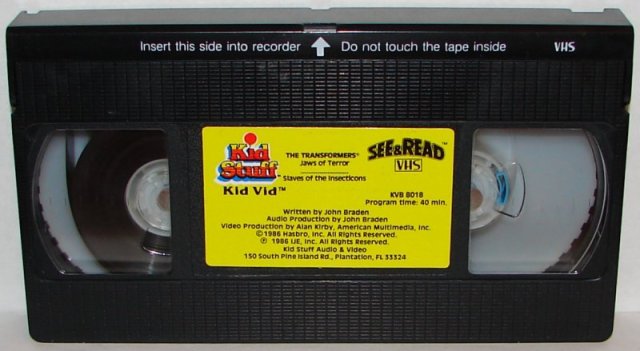 Insert this side into recorder Do not touch the tape inside VHS
Kid Stuff
Kid Vid™
THE TRANSFORMERS®
Jaws of Terror
Slaves of the Insecticons
SEE&READ™
VHS
KVB 8018
Program time: 40 min.
Written by John Braden
Audio Production by John Braden
Video Production by Alan Kirby, American Multimedia, Inc.
©1986 Hasbro, Inc. All Rights Reserved.
℗ 1986 IJE, Inc. All Rights Reserved.
Kid Stuff Audio & Video
150 South Pine Island Rd., Plantation, FL 33324